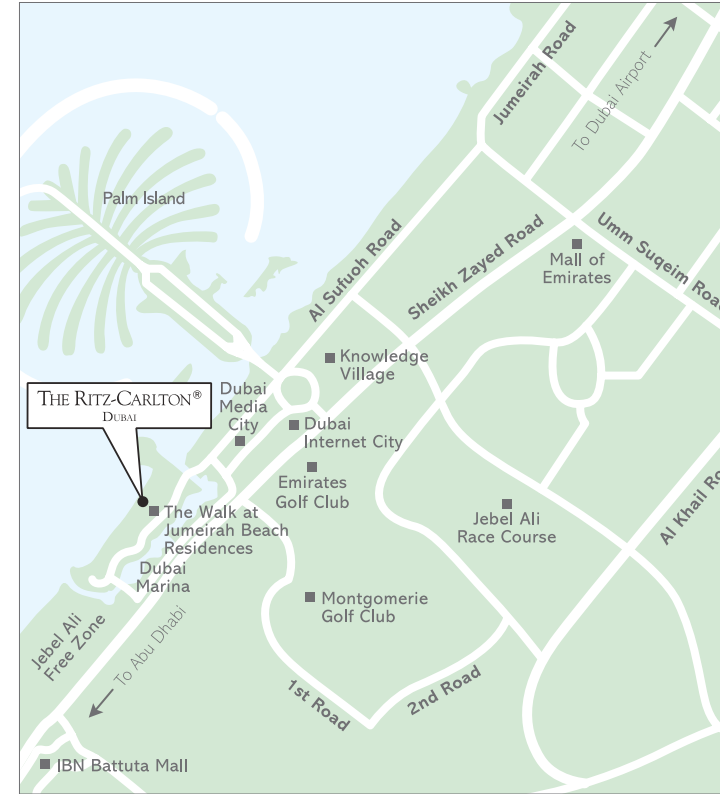 Jumeirah Road
To Dubai Airport
Palm Island
Al Sufuoh Road
Sheikh Zayed Road
Umm Suqeim Road
Mall of
Emirates
Knowledge
Village
THE RITZ-CARLTON®
DUBAI
Dubai
Media
City
Dubai
Internet City
Emirates
Golf Club
Al Khail Ro
The Walk at
Jumeirah Beach
Residences
Jebel Ali
Race Course
Dubai
Marina
Montgomerie
Golf Club
Jebel Ali
Free Zone
To Abu Dhabi
1st Road
2nd Road
IBN Battuta Mall